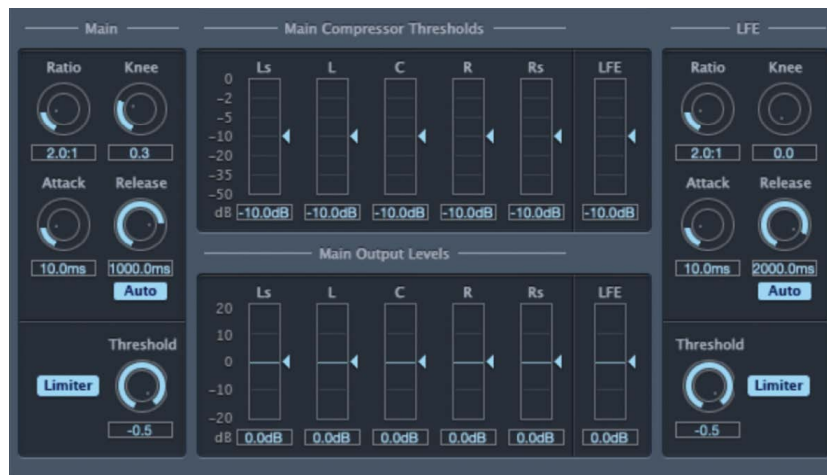 Main
Main Compressor Thresholds
LFE
Ratio Knee
2.0:1 0.3
Attack Release
10.0ms 1000.0ms
Auto
Threshold
Limiter
-0.5
Ls L C R Rs LFE
0
-2
-5
-10
-20
-35
-50
dB -10.0dB -10.0dB -10.0dB -10.0dB -10.0dB -10.0dB
Main Output Levels
Ls L C R Rs LFE
20
10
0
-10
-20
dB 0.0dB 0.0dB 0.0dB 0.0dB 0.0dB 0.0dB
Ratio Knee
2.0:1 0.0
Attack Release
10.0ms 2000.0ms
Auto
Threshold
Limiter
-0.5